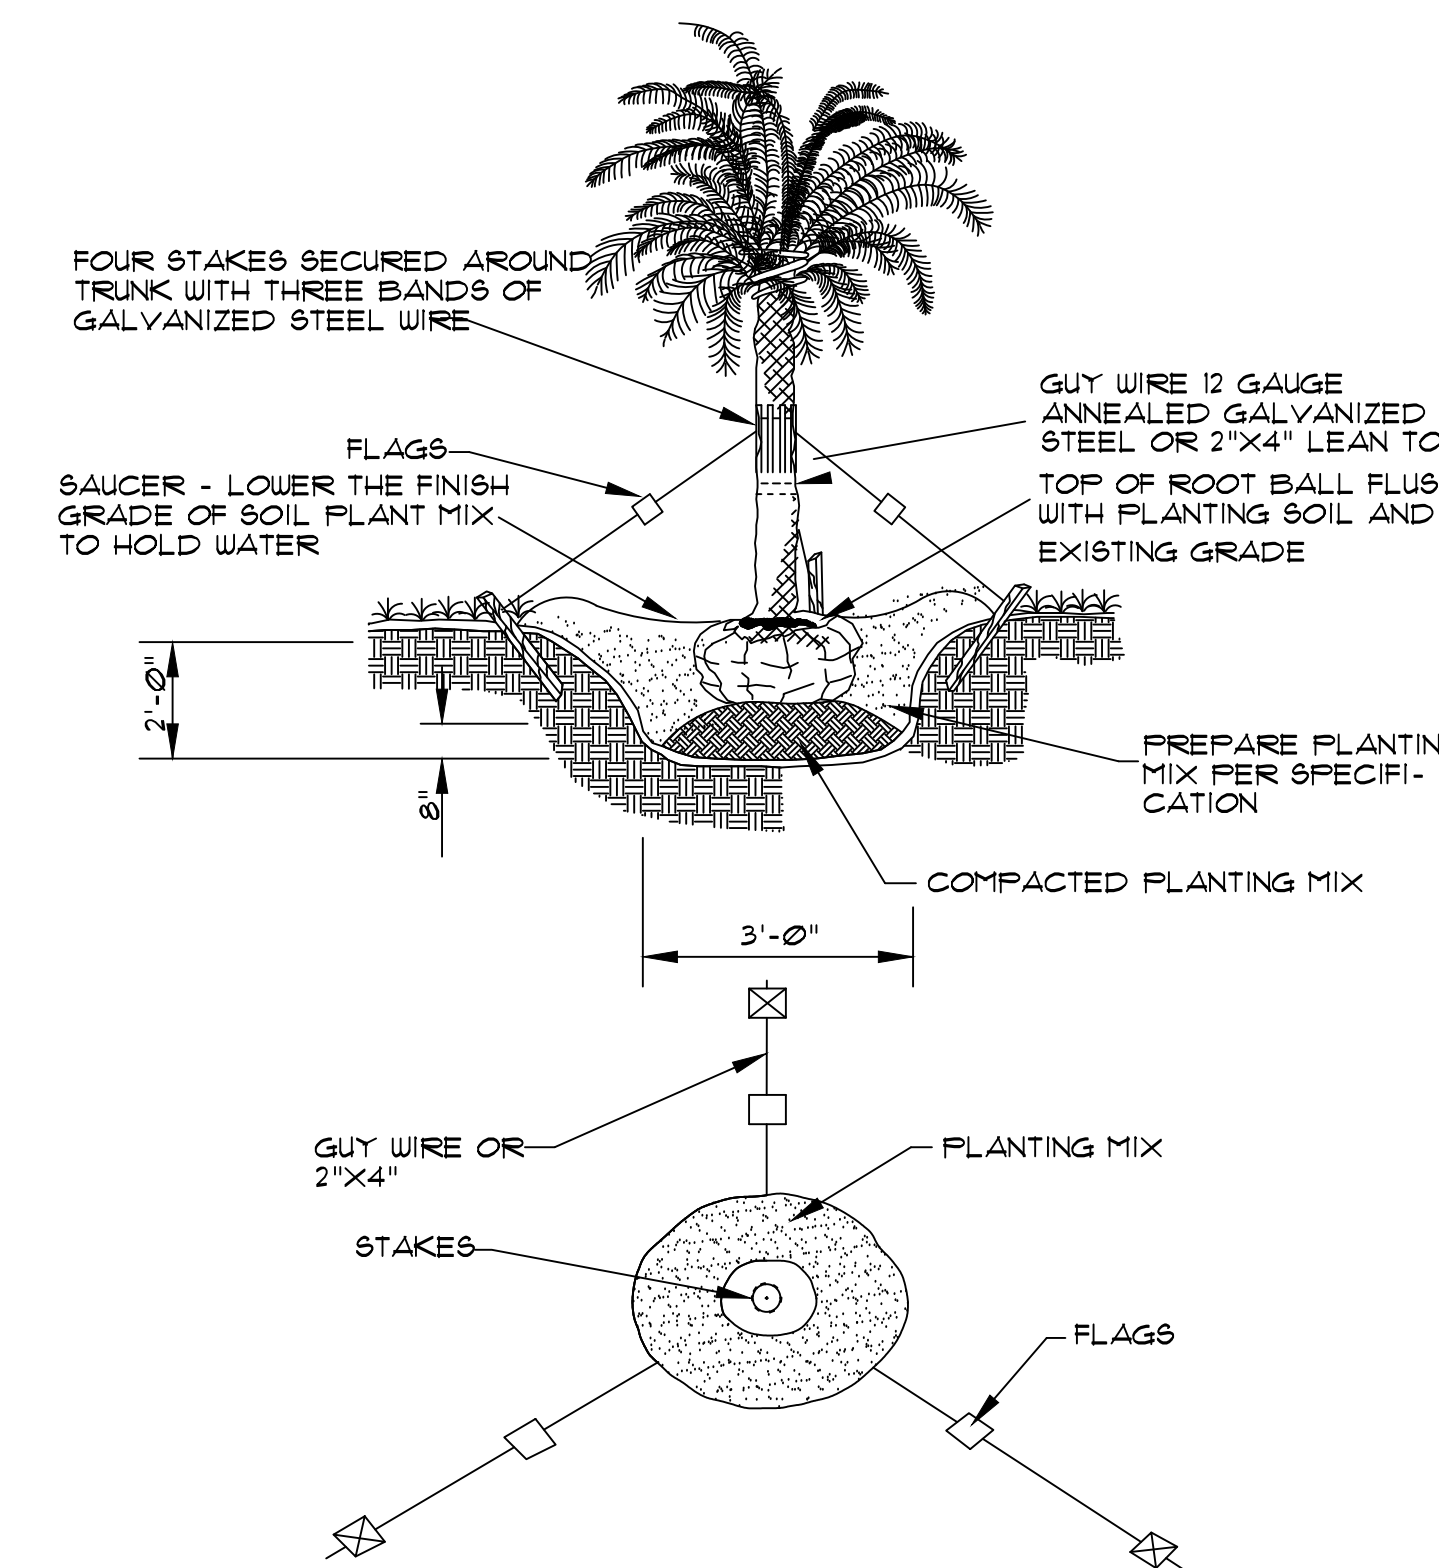 FOUR STAKES SECURED AROUND
TRUNK WITH THREE BANDS OF
GALVANIZED STEEL WIRE
GUY WIRE 12 GAUGE
ANNEALED GALVANIZED
STEEL OR 2"X4" LEAN TO
FLAGS
SAUCER - LOWER THE FINISH
GRADE OF SOIL PLANT MIX
TO HOLD WATER
TOP OF ROOT BALL FLUS
WITH PLANTING SOIL AND
EXISTING GRADE
2'-0"
8"
PREPARE PLANTIN
MIX PER SPECIFI-
CATION
COMPACTED PLANTING MIX
3'-0"
GUY WIRE OR
2"X4"
PLANTING MIX
STAKES
FLAGS